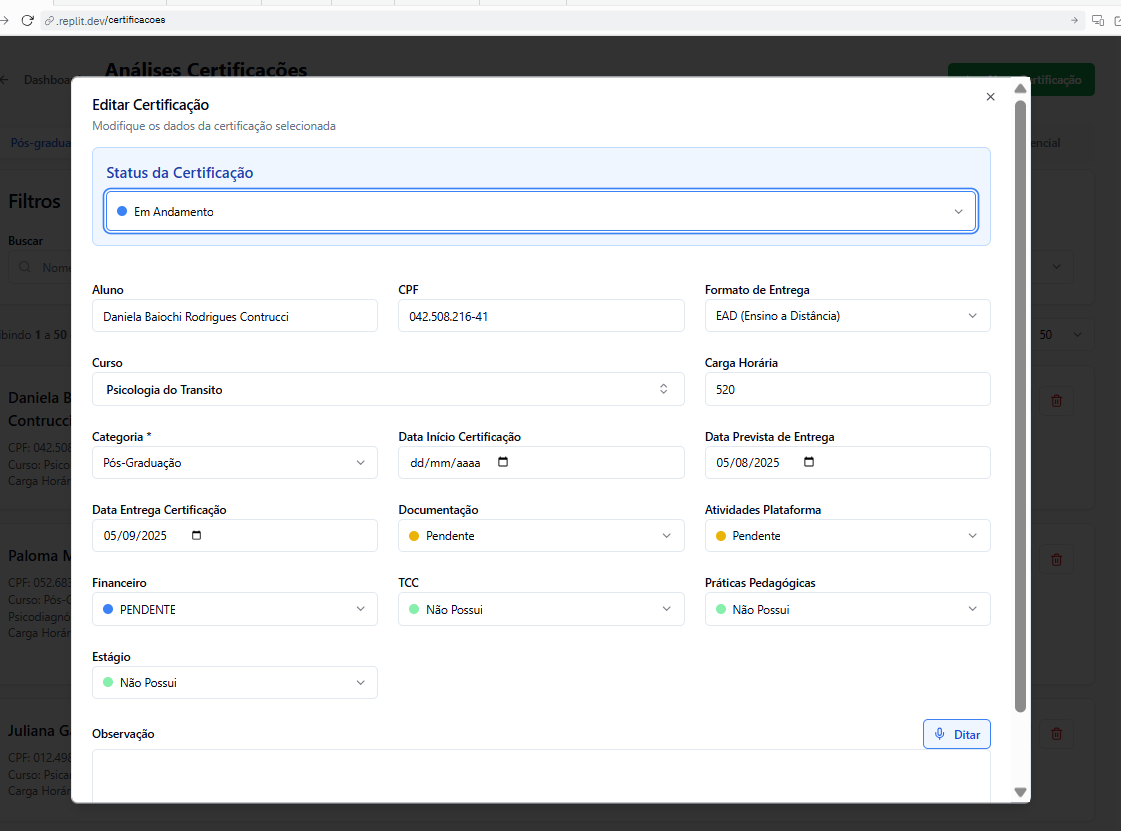 .replit.dev/certificacoes
Dashboa
Análises Certificações
rtificação
Pós-gradua
encial
Filtros
Buscar
Nome
bindo 1 a 50
50
Daniela B
Contrucci
CPF: 042.508
Curso: Psico
Carga Horár
Paloma M
CPF: 052.683
Curso: Pós-G
Psicodiagnó
Carga Horár
Juliana Ga
CPF: 012.498
Curso: Psica
Carga Horár
Editar Certificação
Modifique os dados da certificação selecionada
Status da Certificação
Em Andamento
Aluno
CPF
Formato de Entrega
Daniela Baiochi Rodrigues Contrucci
042.508.216-41
EAD (Ensino a Distância)
Curso
Carga Horária
Psicologia do Transito
520
Categoria *
Data Início Certificação
Data Prevista de Entrega
Pós-Graduação
dd/mm/aaaa
05/08/2025
Data Entrega Certificação
Documentação
Atividades Plataforma
05/09/2025
Pendente
Pendente
Financeiro
TCC
Práticas Pedagógicas
PENDENTE
Não Possui
Não Possui
Estágio
Não Possui
Observação
Ditar